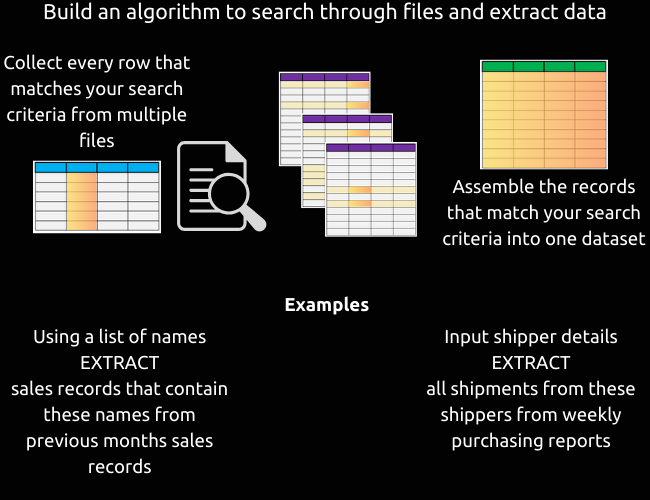 Build an algorithm to search through files and extract data
Collect every row that
matches your search
criteria from multiple
files
Assemble the records
that match your search
criteria into one dataset
Examples
Using a list of names
EXTRACT
sales records that contain
these names from
previous months sales
records
Input shipper details
EXTRACT
all shipments from these
shippers from weekly
purchasing reports